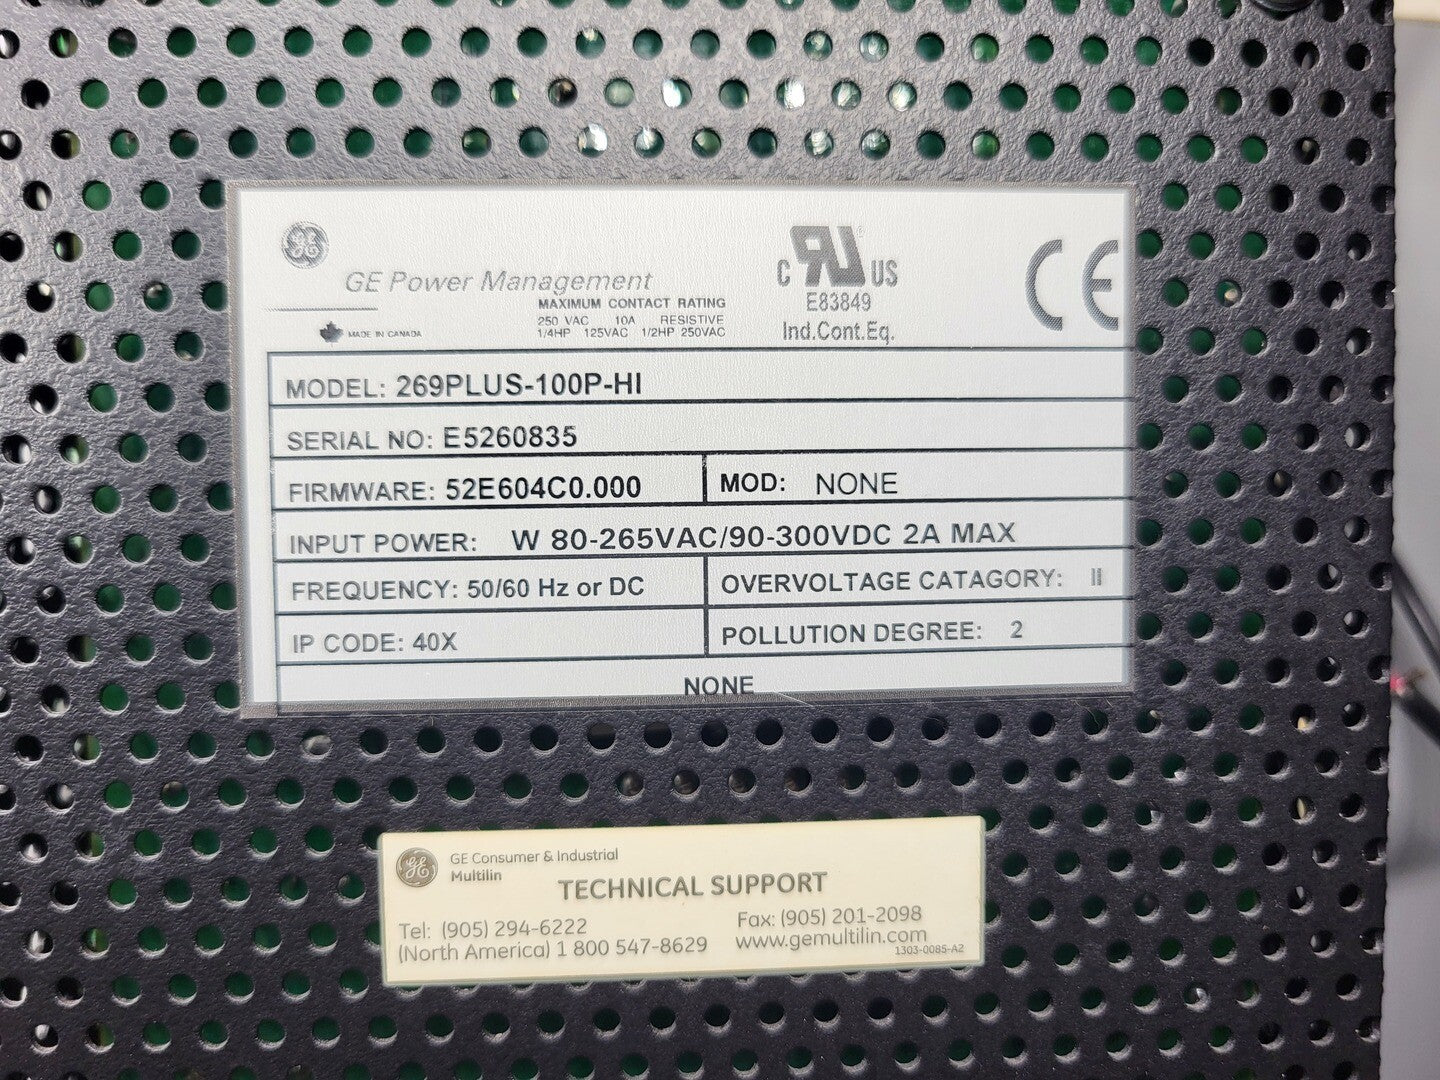 GE
GE Power Management
MAXIMUM CONTACT RATING
250 VAC 10A RESISTIVE
1/4HP 125VAC 1/2HP 250VAC
MADE IN CANADA
C RU ® US
E83849
Ind.Cont.Eq.
CE
MODEL: 269PLUS-100P-HI
SERIAL NO: E5260835
FIRMWARE: 52E604C0.000 MOD: NONE
INPUT POWER: W 80-265VAC/90-300VDC 2A MAX
FREQUENCY: 50/60 Hz or DC OVERVOLTAGE CATAGORY: II
IP CODE: 40X POLLUTION DEGREE: 2
NONE
GE
GE Consumer & Industrial
Multilin
TECHNICAL SUPPORT
Tel: (905) 294-6222 Fax: (905) 201-2098
(North America) 1 800 547-8629 www.gemultilin.com
1303-0085-A2